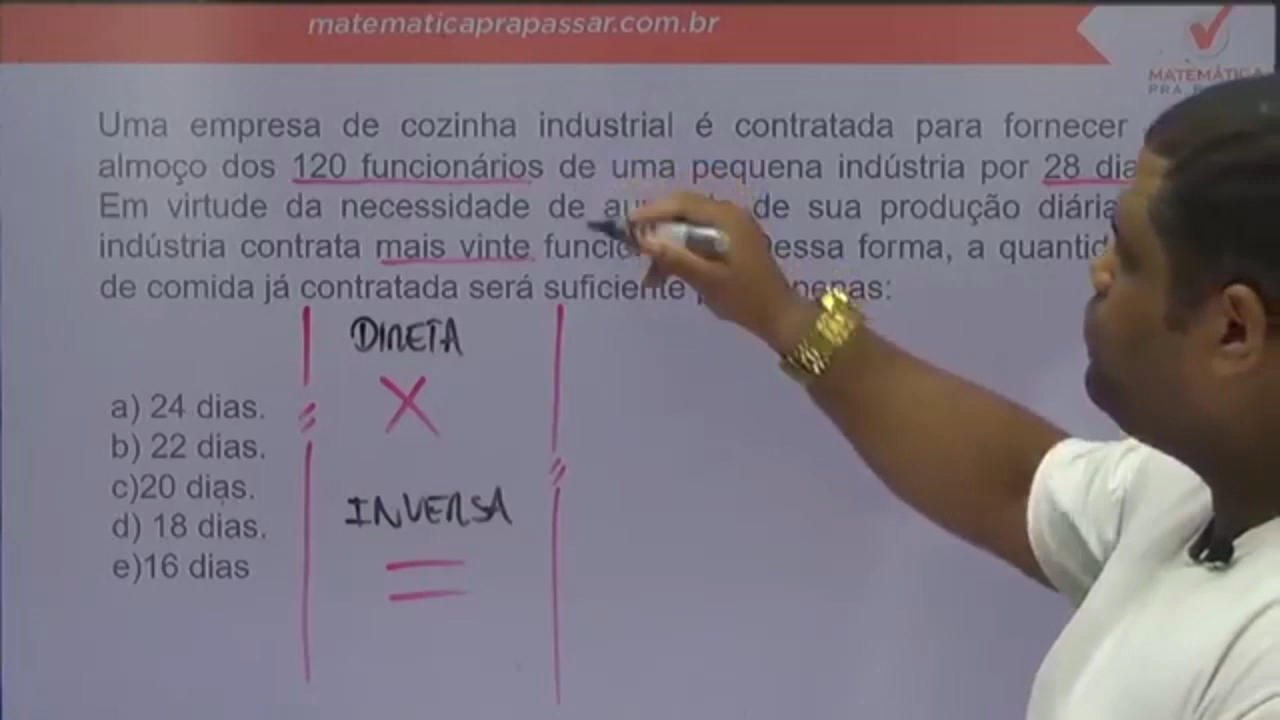 matematicaprapassar.com.br
MATEMÁTICA
PRA
Uma empresa de cozinha industrial é contratada para fornecer
almoço dos 120 funcionários de uma pequena indústria por 28
Em virtude da necessidade de de sua produção diária
indústria contrata mais vinte forma, a
de comida já contratada será suficiente
DIRETA
X
a) 24 dias.
b) 22 dias.
c)20 dias.
d) 18 dias.
e)16 dias
INVERSA
=